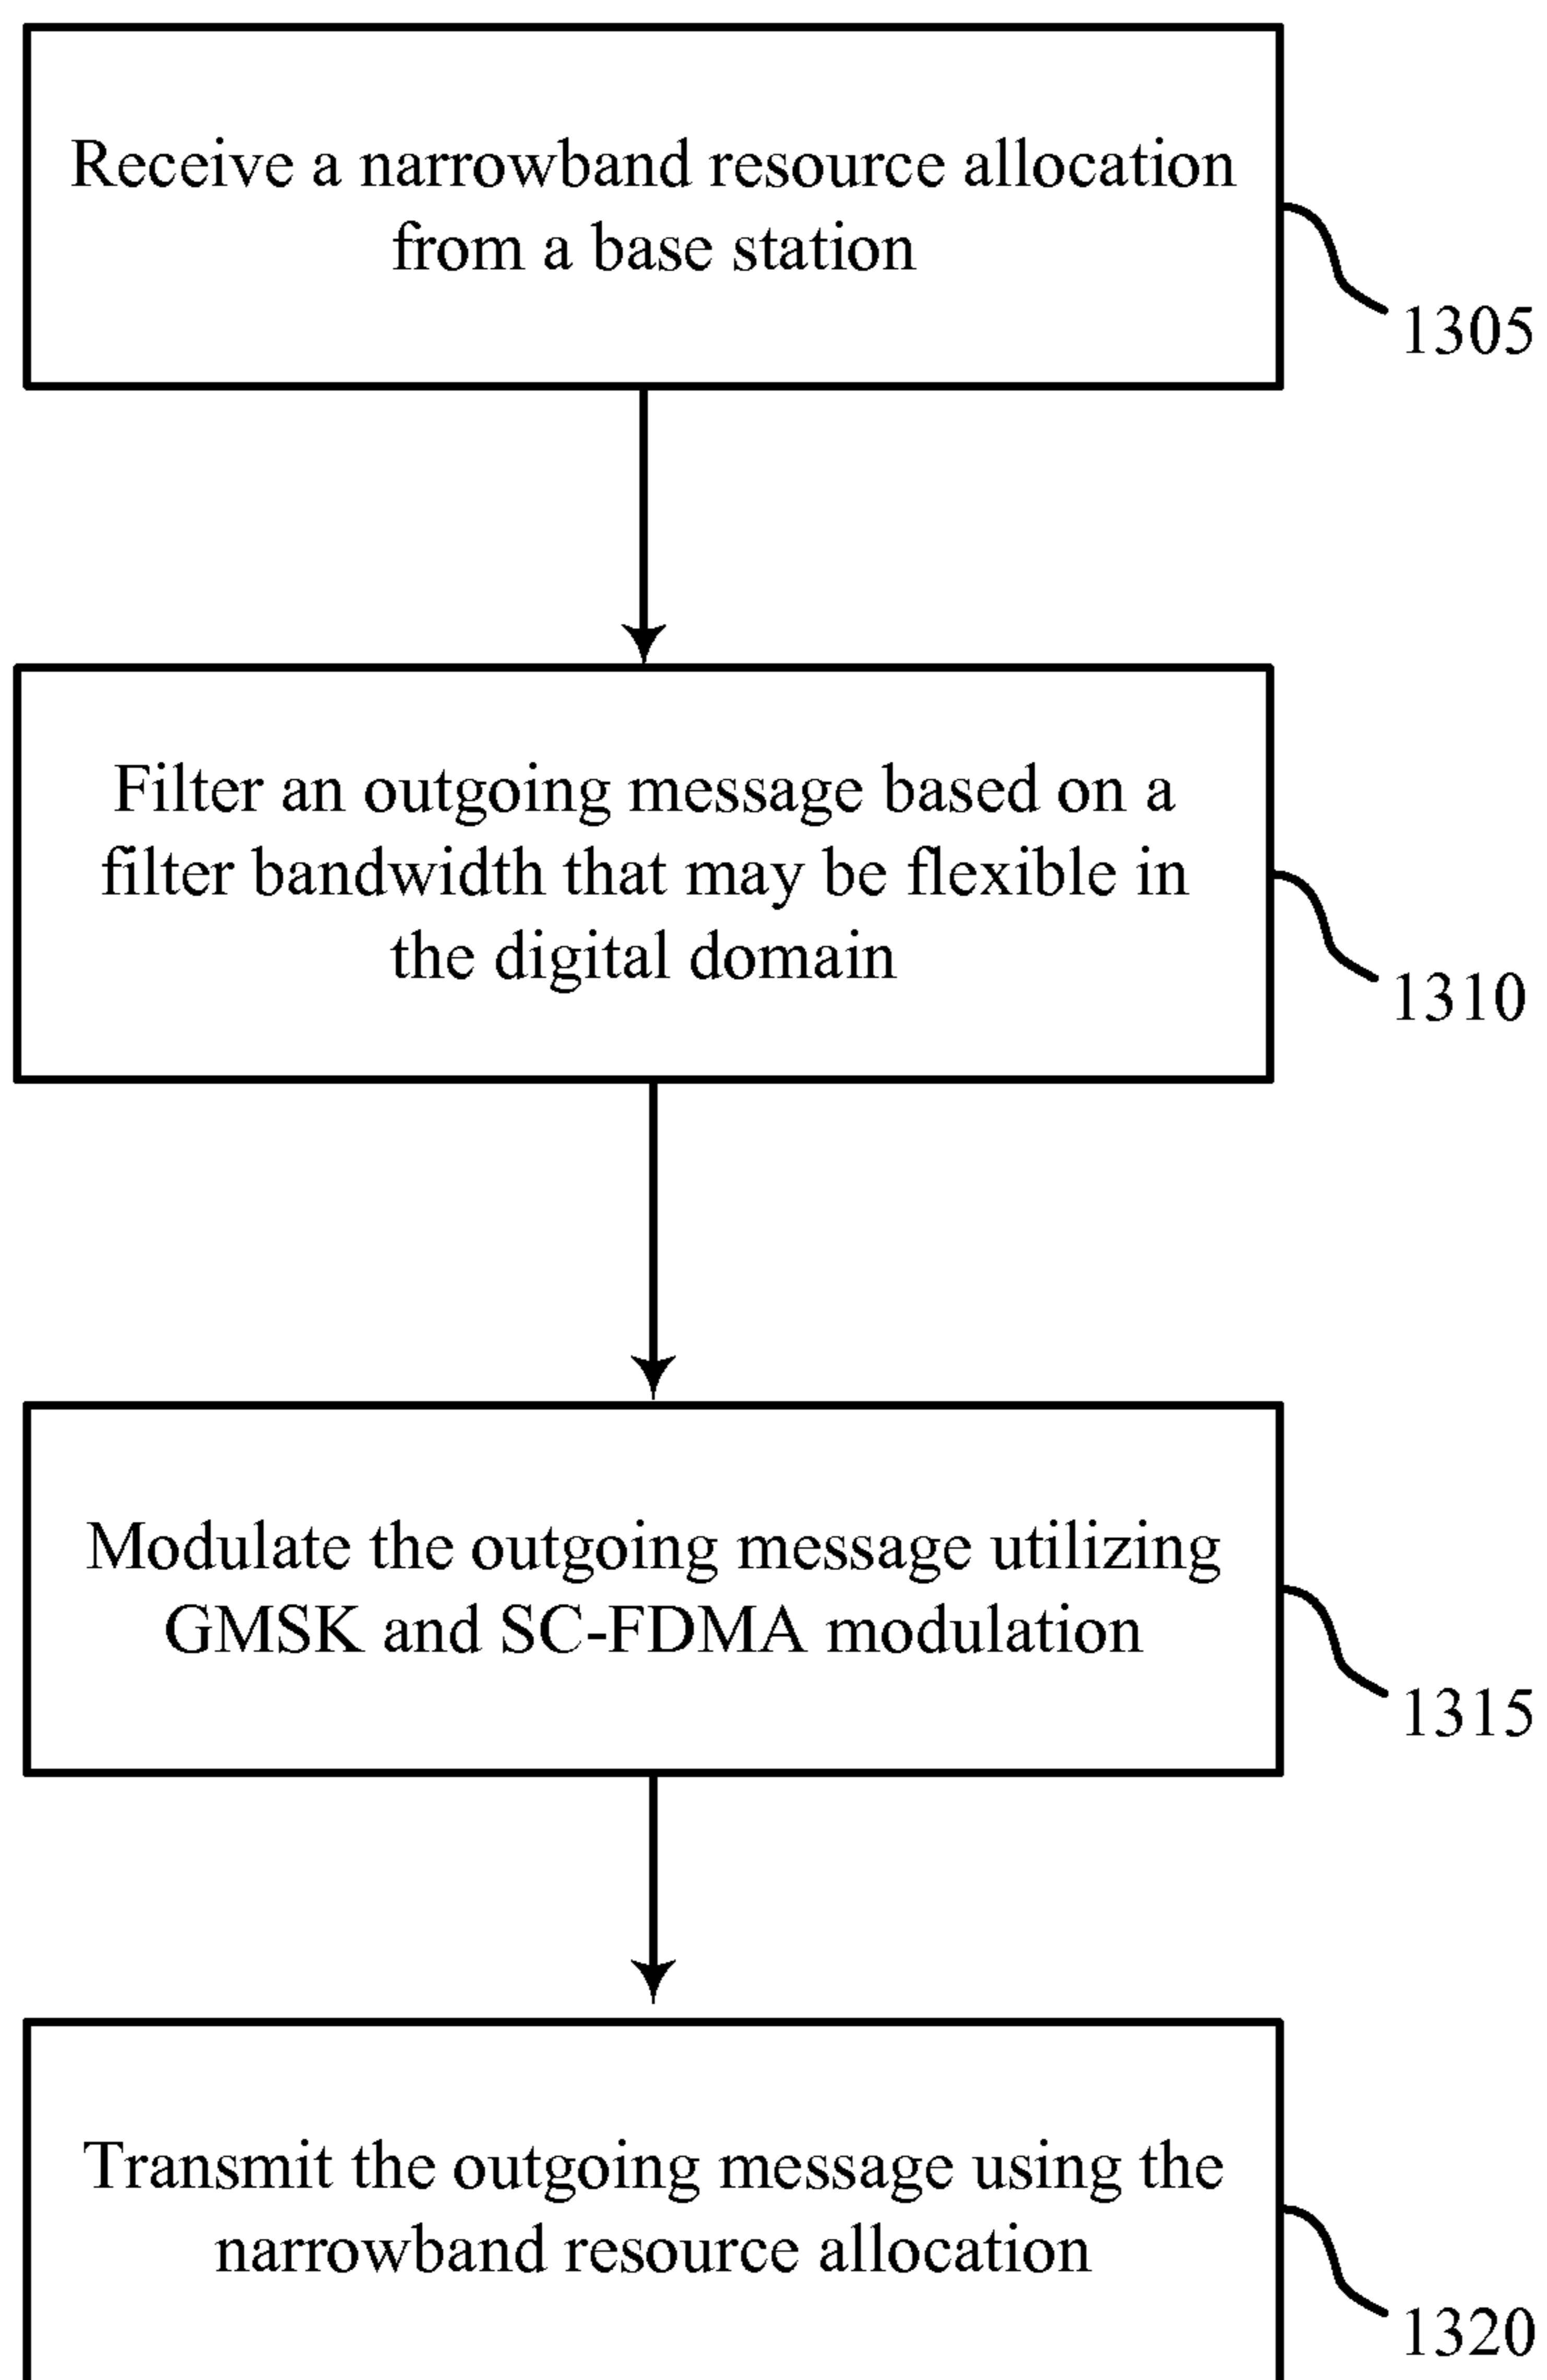 Receive a narrowband resource allocation
from a base station
1305
Filter an outgoing message based on a
filter bandwidth that may be flexible in
the digital domain
1310
Modulate the outgoing message utilizing
GMSK and SC-FDMA modulation
1315
Transmit the outgoing message using the
narrowband resource allocation
1320